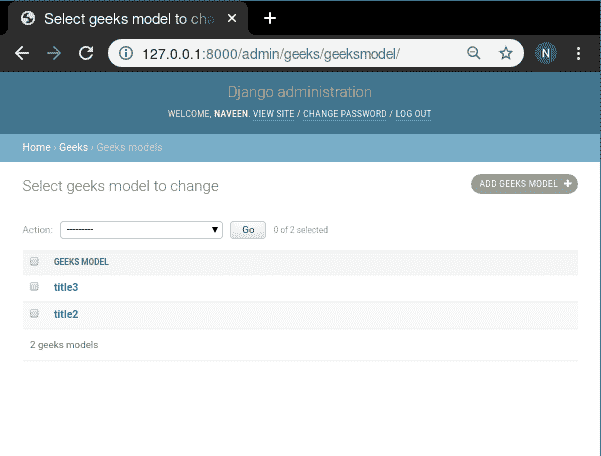 Select geeks model to cha
127.0.0.1:8000/admin/geeks/geeksmodel/
N
Django administration
WELCOME, NAVEEN. VIEW SITE / CHANGE PASSWORD / LOG OUT
Home › Geeks › Geeks models
Select geeks model to change
ADD GEEKS MODEL +
Action: --------- Go 0 of 2 selected
GEEKS MODEL
title3
title2
2 geeks models